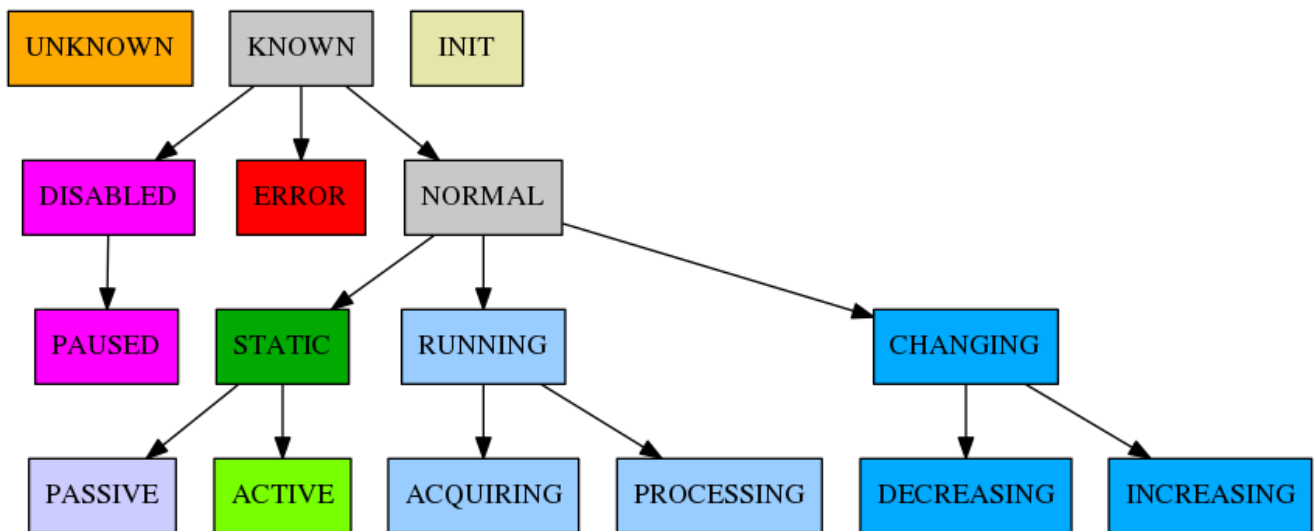 UNKNOWN
KNOWN
INIT
DISABLED
ERROR
NORMAL
PAUSED
STATIC
RUNNING
CHANGING
PASSIVE
ACTIVE
ACQUIRING
PROCESSING
DECREASING
INCREASING